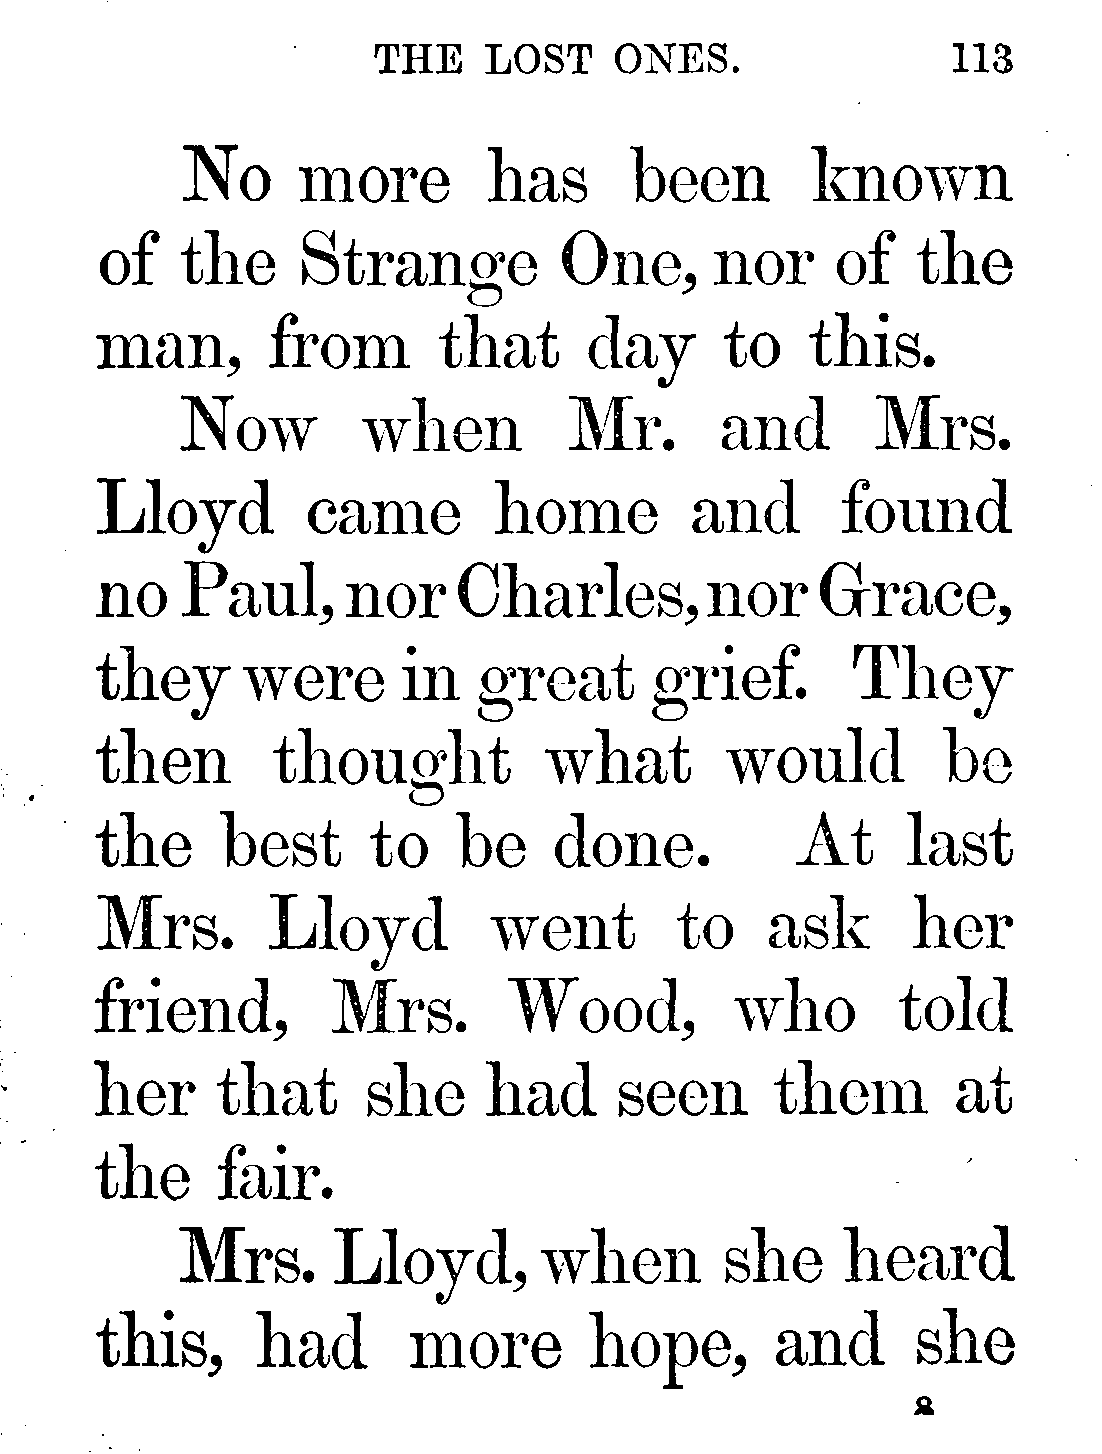 THE LOST ONES. 113
No more has been known
of the Strange One, nor of the
man, from that day to this.
Now when Mr. and Mrs.
Lloyd came home and found
no Paul, nor Charles, nor Grace,
they were in great grief. They
then thought what would be
the best to be done. At last
Mrs. Lloyd went to ask her
friend, Mrs. Wood, who told
her that she had seen them at
the fair.
Mrs. Lloyd, when she heard
this, had more hope, and she